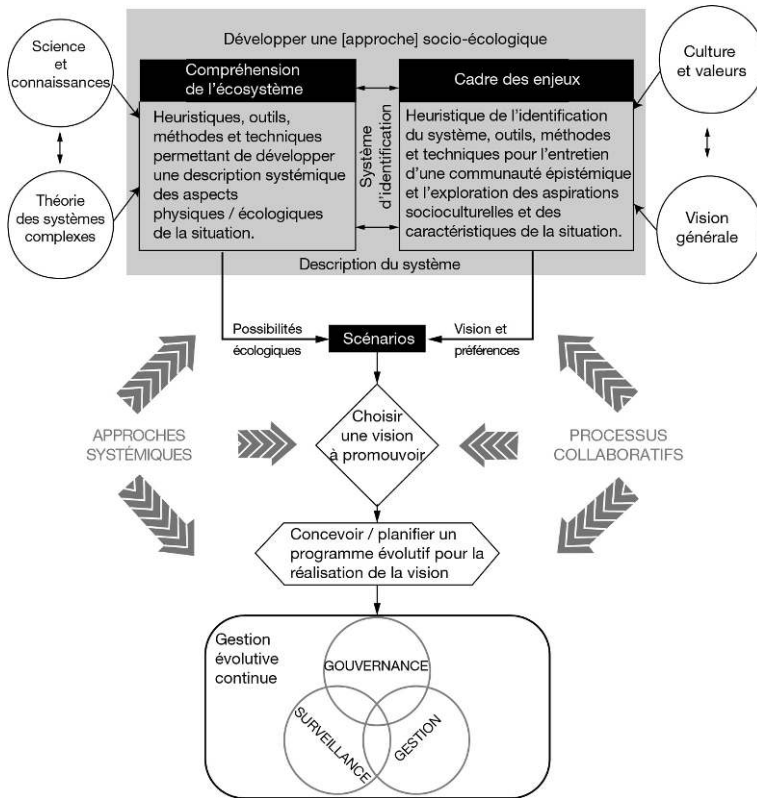 Développer une [approche] socio-écologique
Science
et
connaissances
Théorie
des systèmes
complexes
Compréhension
de l'écosystème
Heuristiques, outils,
méthodes et techniques
permettant de développer
une description systémique
des aspects
physiques / écologiques
de la situation.
Système
d'identification
Cadre des enjeux
Heuristique de l'identification
du système, outils, méthodes
et techniques pour l'entretien
d'une communauté épistémique
et l'exploration des aspirations
socioculturelles et des
caractéristiques de la situation.
Culture
et valeurs
Vision
générale
Description du système
Possibilités
écologiques
Scénarios
Vision et
préférences
APPROCHES
SYSTÉMIQUES
Choisir
une vision
à promouvoir
PROCESSUS
COLLABORATIFS
Concevoir / planifier un
programme évolutif pour la
réalisation de la vision
Gestion
évolutive
continue
GOUVERNANCE
SURVEILLANCE
GESTION